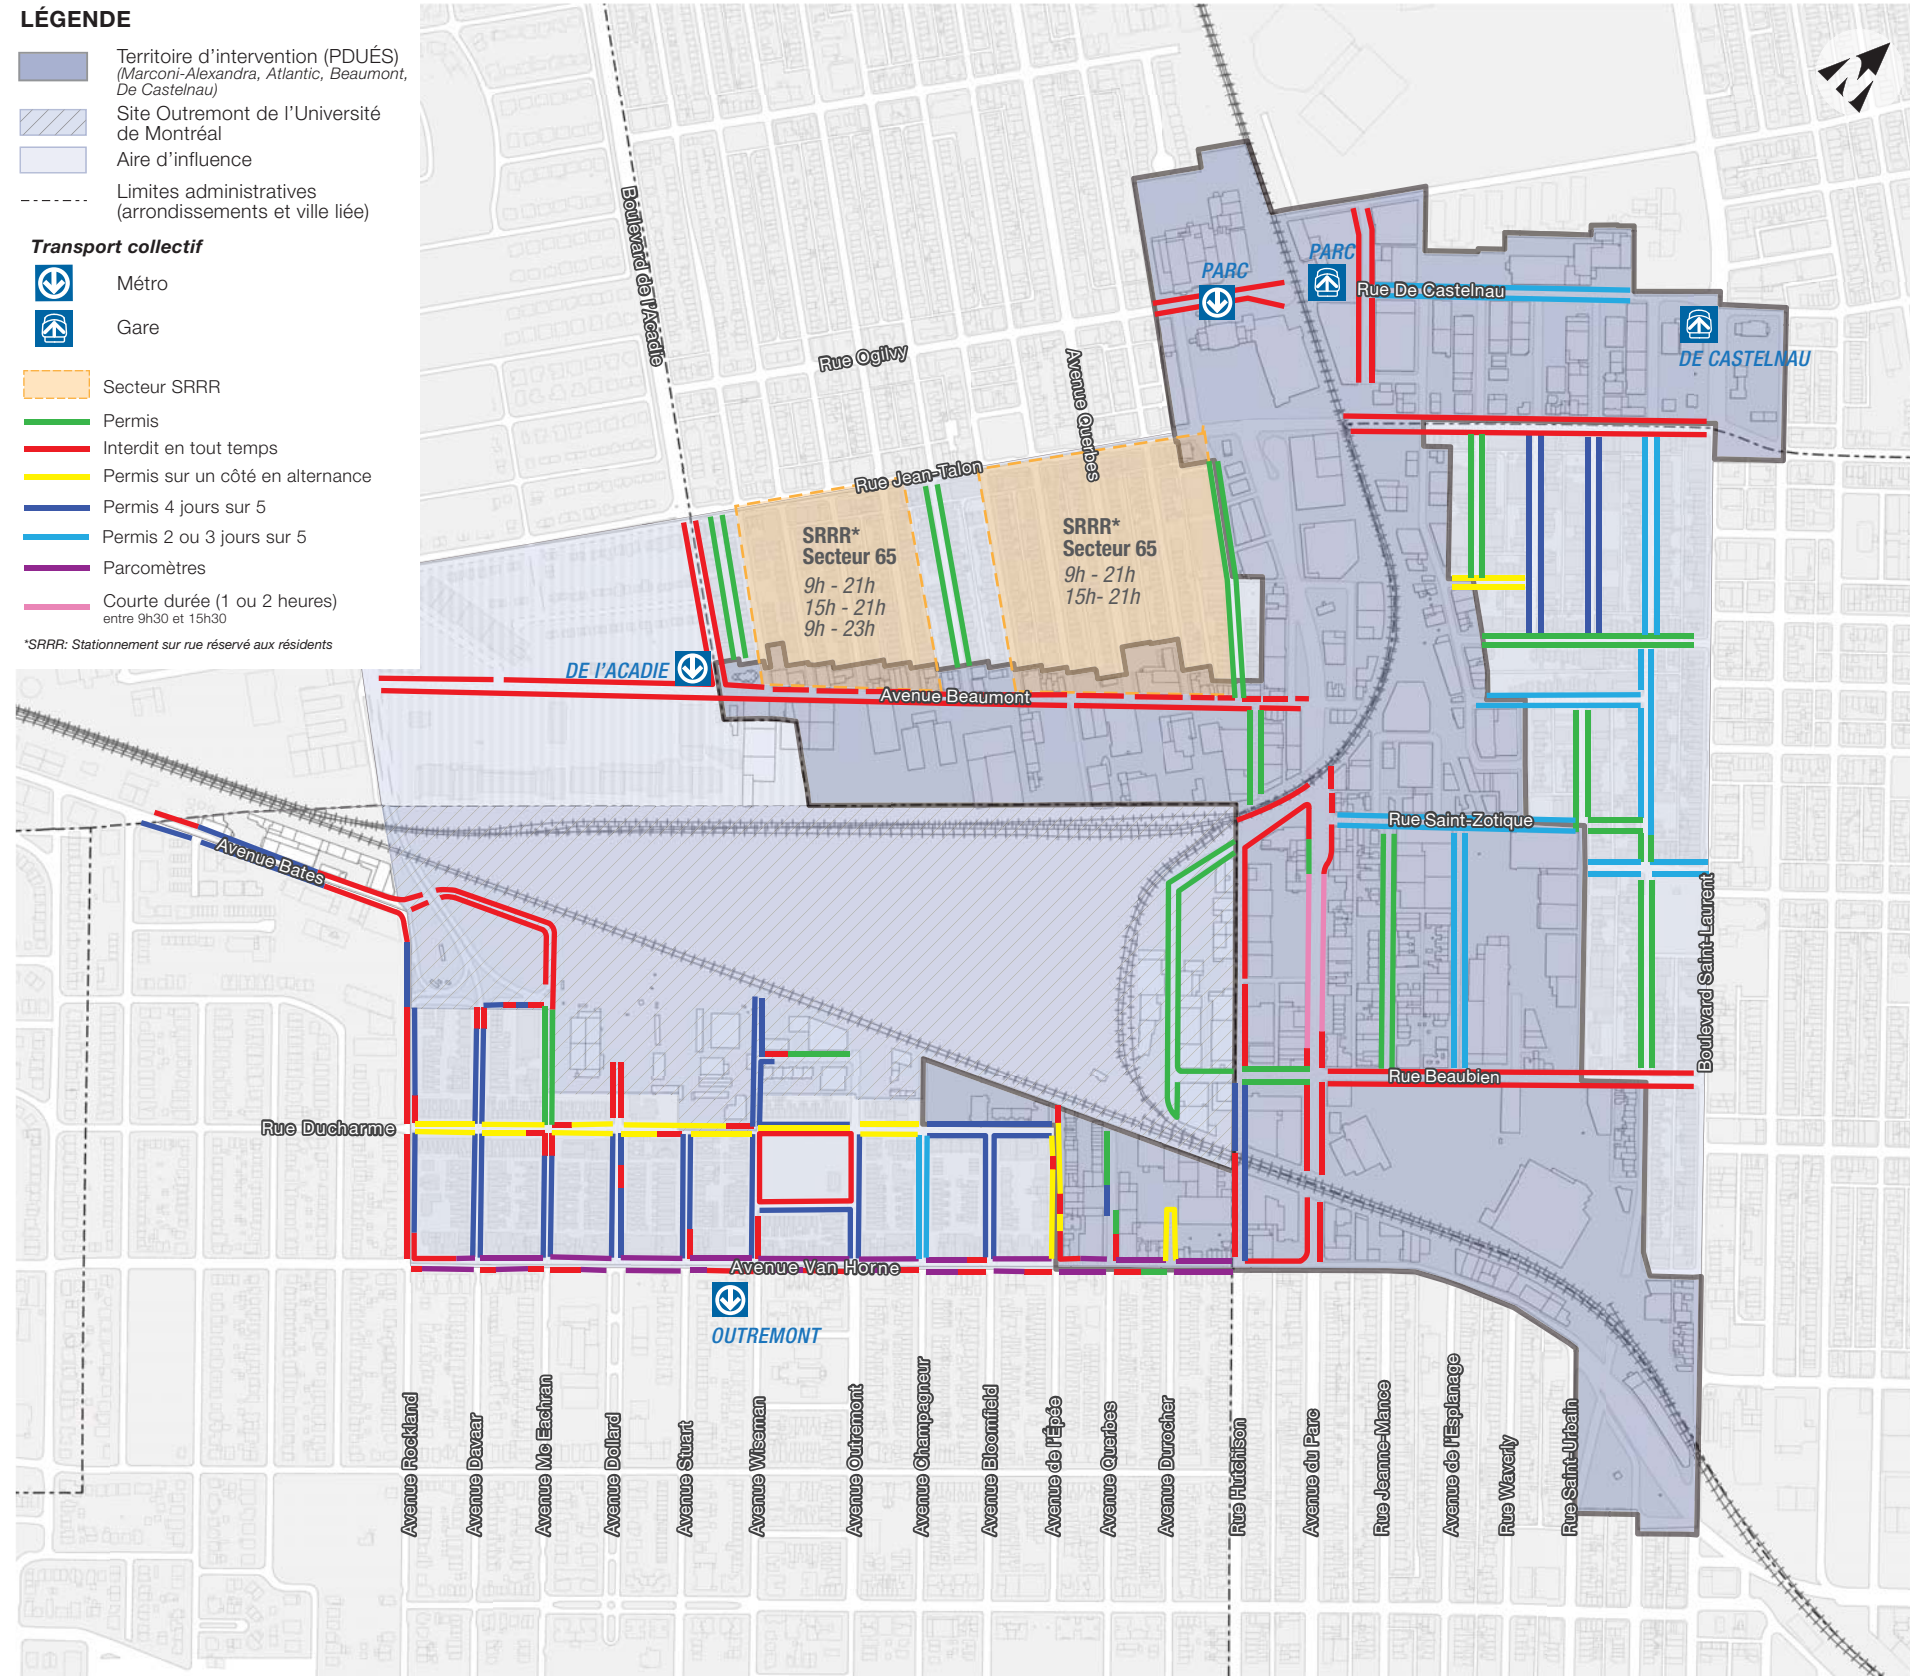 LÉGENDE
Territoire d'intervention (PDUÉS)
(Marconi-Alexandra, Atlantic, Beaumont,
De Castelnau)
Site Outremont de l'Université
de Montréal
Aire d'influence
Limites administratives
(arrondissements et ville liée)
Transport collectif
Métro
Gare
Secteur SRRR
Permis
Interdit en tout temps
Permis sur un côté en alternance
Permis 4 jours sur 5
Permis 2 ou 3 jours sur 5
Parcomètres
Courte durée (1 ou 2 heures)
entre 9h30 et 15h30
*SRRR: Stationnement sur rue réservé aux résidents
Boulevard de l'Acadie
PARC
PARC
Rue De Castelnau
DE CASTELNAU
Rue Ogilvy
Avenue Querbes
Rue Jean-Talon
SRRR*
Secteur 65
9h - 21h
15h - 21h
9h - 23h
SRRR*
Secteur 65
9h - 21h
15h- 21h
DE l'ACADIE
Avenue Beaumont
Rue Saint-Zotique
Avenue Bates
Boulevard Saint-Laurent
Rue Beaubien
Rue Ducharme
Avenue Van Horne
OUTREMONT
Avenue Rockland
Avenue Davaar
Avenue Mc Eachran
Avenue Dollard
Avenue Stuart
Avenue Wiseman
Avenue Outremont
Avenue Champagneur
Avenue Bloomfield
Avenue de l'Épée
Avenue Querbes
Avenue Durocher
Rue Hutchison
Avenue du Parc
Rue Jeanne-Mance
Avenue de l'Esplanage
Rue Waverly
Rue Saint-Urbain